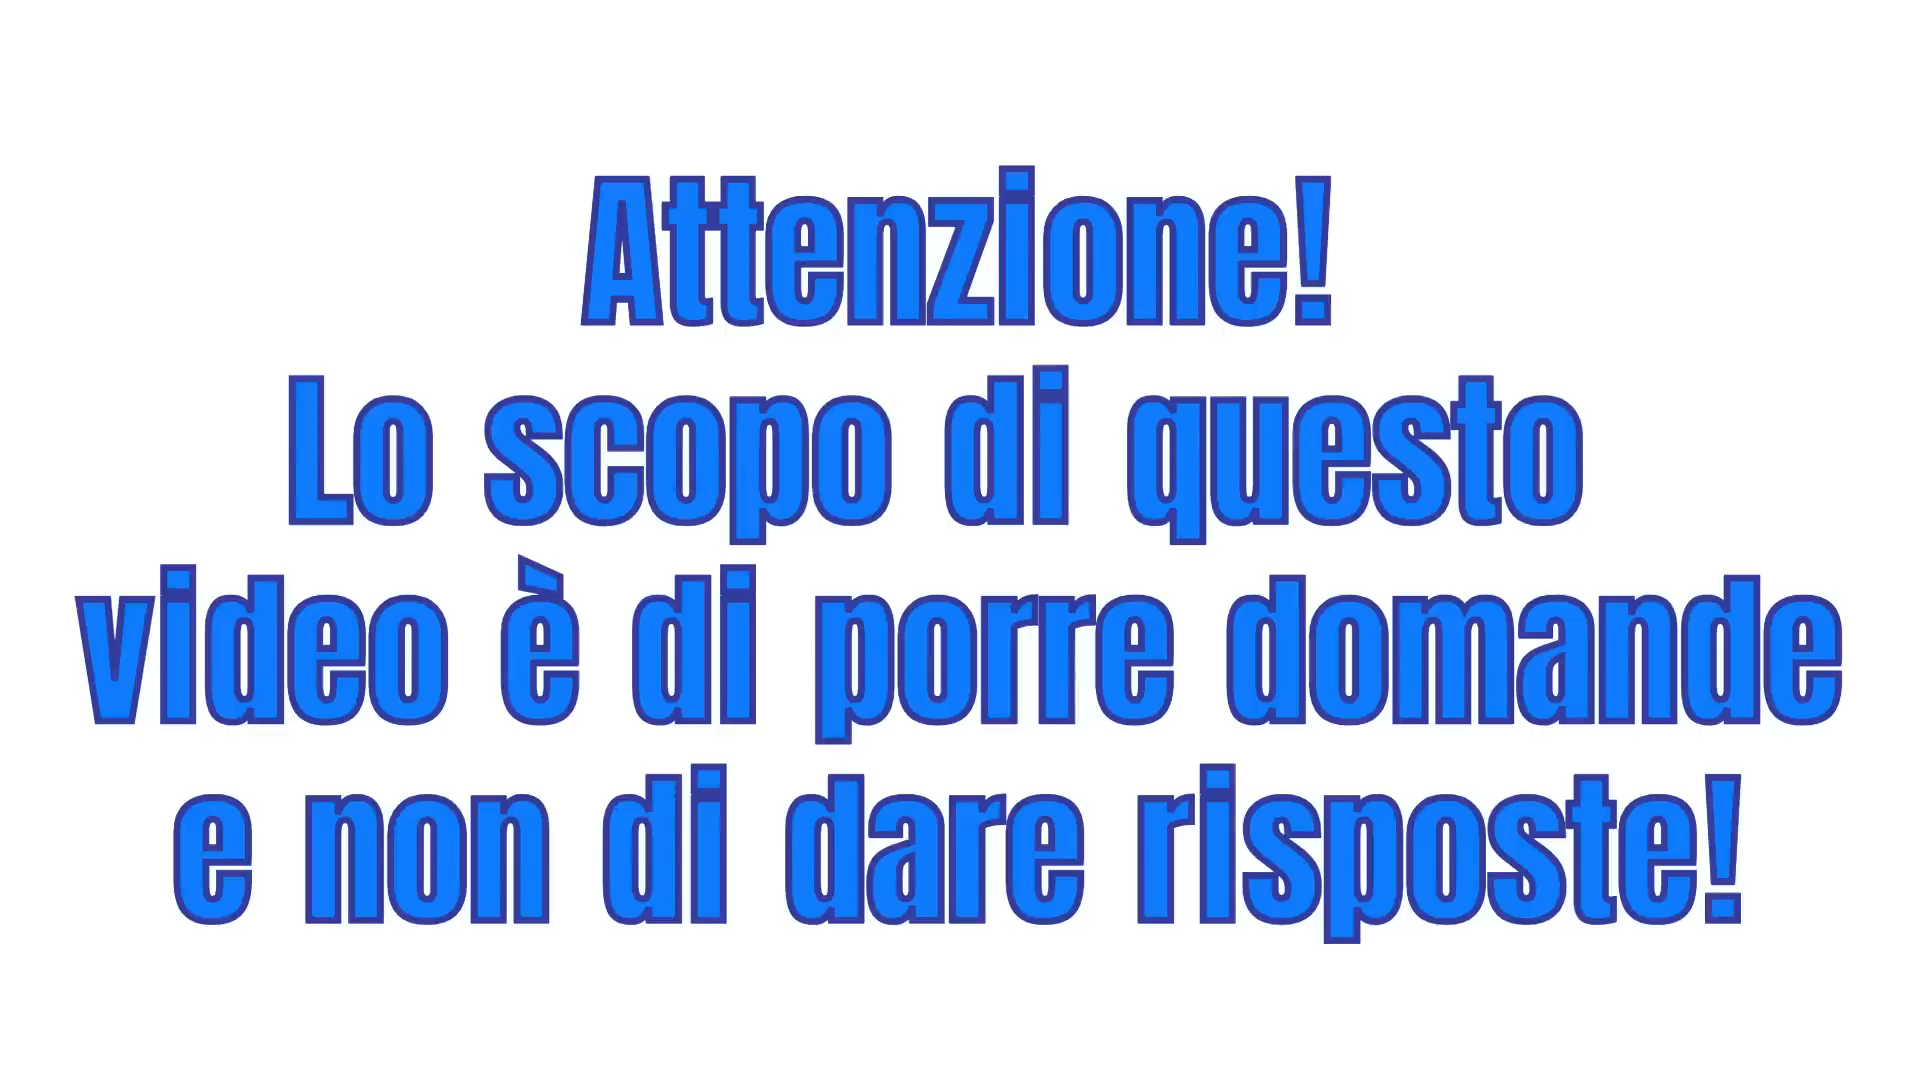 Attenzione!
Lo scopo di questo
video è di porre domande
e non di dare risposte!